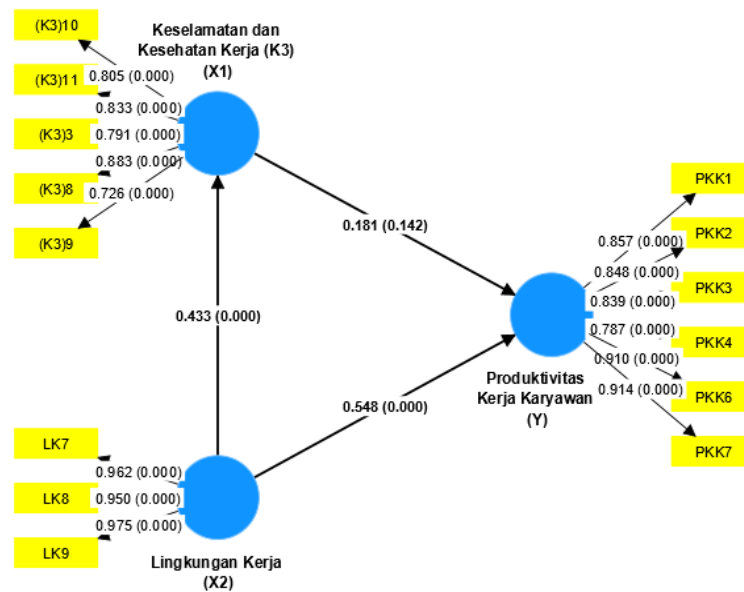 (K3)10
(K3)11
(K3)3
(K3)8
(K3)9
0.805 (0.000)
0.833 (0.000)
0.791 (0.000)
0.883 (0.000)
0.726 (0.000)
Keselamatan dan
Kesehatan Kerja (K3)
(X1)
0.181 (0.142)
0.433 (0.000)
0.548 (0.000)
LK7
LK8
LK9
0.962 (0.000)
0.950 (0.000)
0.975 (0.000)
Lingkungan Kerja
(X2)
Produktivitas
Kerja Karyawan
(Y)
0.857 (0.000)
0.848 (0.000)
0.839 (0.000)
0.787 (0.000)
0.910 (0.000)
0.914 (0.000)
PKK1
PKK2
PKK3
PKK4
PKK6
PKK7